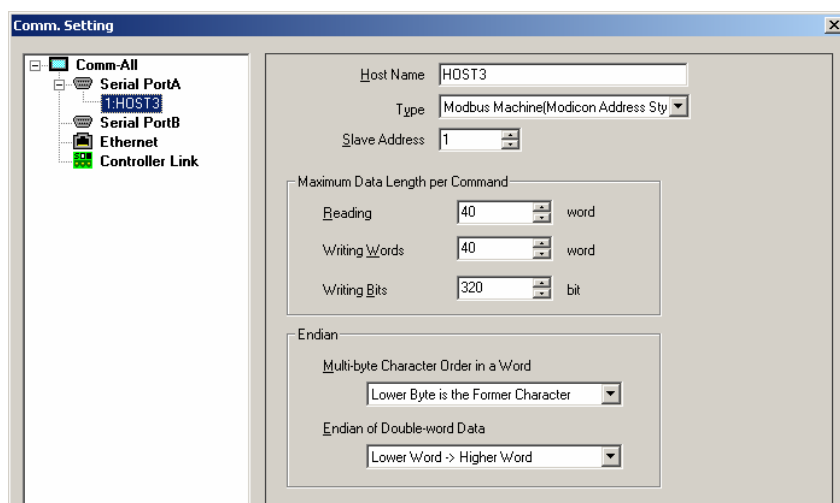 Comm. Setting
Comm-All
Serial PortA
1:HOST3
Serial PortB
Ethernet
Controller Link
Host Name HOST3
Type Modbus Machine(Modicon Address Sty
Slave Address 1
Maximum Data Length per Command
Reading 40 word
Writing Words 40 word
Writing Bits 320 bit
Endian
Multi-byte Character Order in a Word
Lower Byte is the Former Character
Endian of Double-word Data
Lower Word -> Higher Word